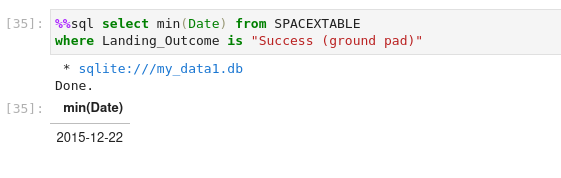 [35]: %%sql select min(Date) from SPACEXTABLE
where Landing_Outcome is "Success (ground pad)"
* sqlite:///my_data1.db
Done.
[35]: min(Date)
2015-12-22